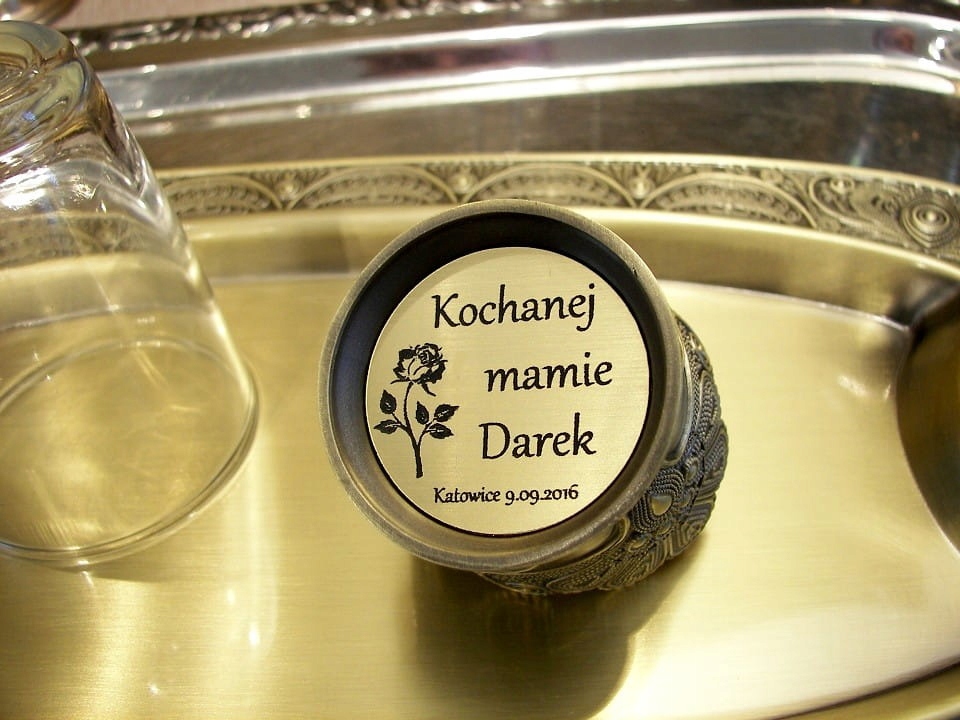 Kochanej
mamie
Darek
Katowice 9.09.2016